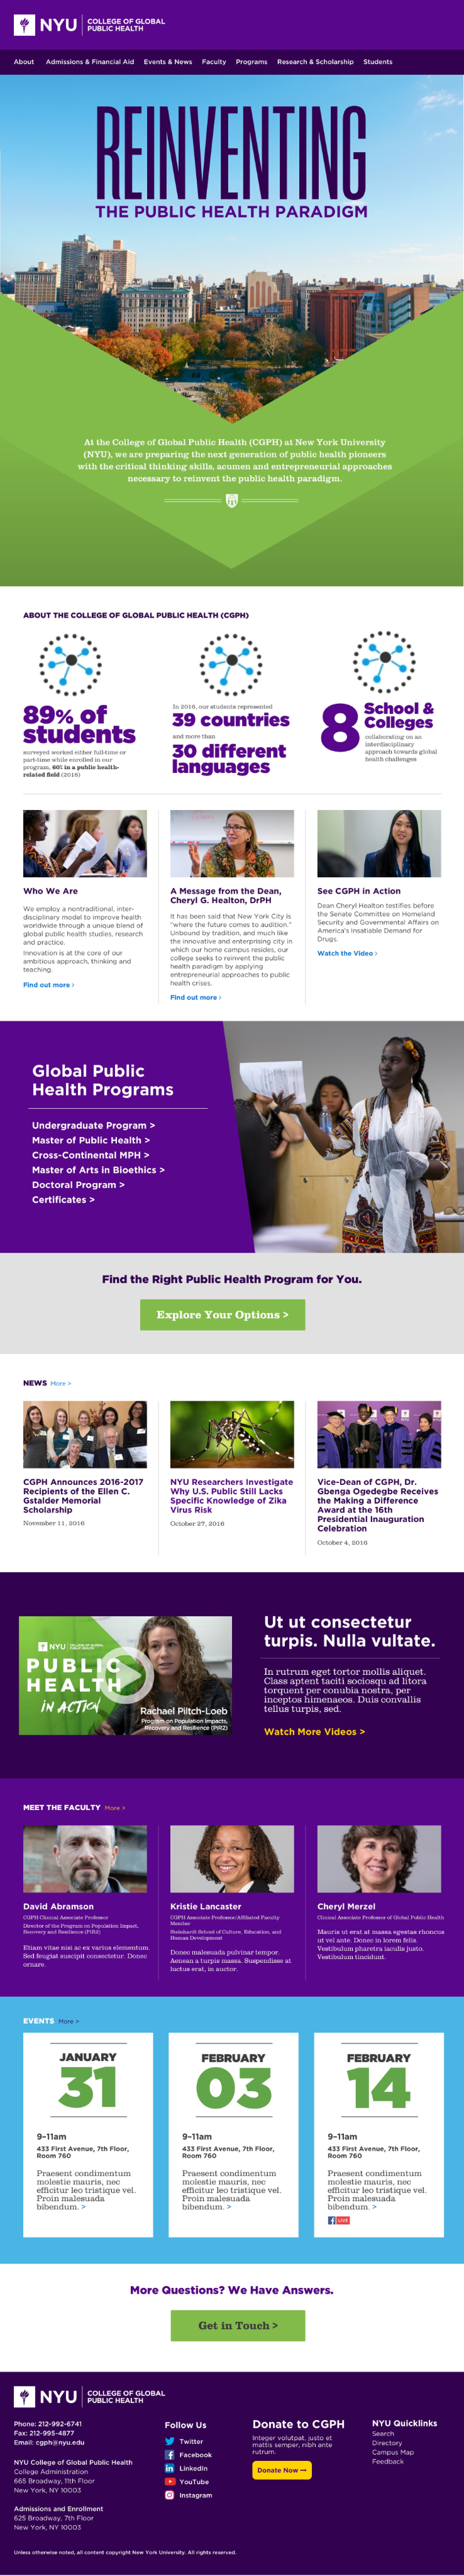 NYU COLLEGE OF GLOBAL
PUBLIC HEALTH
About Admissions & Financial Aid Events & News Faculty Programs Research & Scholarship Students
REINVENTING
THE PUBLIC HEALTH PARADIGM
At the College of Global Public Health (CGPH) at New York University
(NYU), we are preparing the next generation of public health pioneers
with the critical thinking skills, acumen and entrepreneurial approaches
necessary to reinvent the public health paradigm.
ABOUT THE COLLEGE OF GLOBAL PUBLIC HEALTH (CGPH)
89% of
students
surveyed worked either full-time or
part-time while enrolled in our
program, 60% in a public health-
related field (2016)
In 2016, our students represented
39 countries
and more than
30 different
languages
8 School &
Colleges
collaborating on an
interdisciplinary
approach towards global
health challenges
Who We Are
We employ a nontraditional, inter-
disciplinary model to improve health
worldwide through a unique blend of
global public health studies, research
and practice.
Innovation is at the core of our
ambitious approach, thinking and
teaching.
Find out more >
A Message from the Dean,
Cheryl G. Healton, DrPH
It has been said that New York City is
"where the future comes to audition."
Unbound by tradition, and much like
the innovative and enterprising city in
which our home campus resides, our
college seeks to reinvent the public
health paradigm by applying
entrepreneurial approaches to public
health crises.
Find out more >
See CGPH in Action
Dean Cheryl Healton testifies before
the Senate Committee on Homeland
Security and Governmental Affairs on
America's Insatiable Demand for
Drugs.
Watch the Video >
Global Public
Health Programs
Undergraduate Program >
Master of Public Health >
Cross-Continental MPH >
Master of Arts in Bioethics >
Doctoral Program >
Certificates >
Find the Right Public Health Program for You.
Explore Your Options >
NEWS More >
CGPH Announces 2016-2017
Recipients of the Ellen C.
Gstalder Memorial
Scholarship
November 11, 2016
NYU Researchers Investigate
Why U.S. Public Still Lacks
Specific Knowledge of Zika
Virus Risk
October 27, 2016
Vice-Dean of CGPH, Dr.
Gbenga Ogedegbe Receives
the Making a Difference
Award at the 16th
Presidential Inauguration
Celebration
October 4, 2016
NYU COLLEGE OF GLOBAL
PUBLIC HEALTH
PUBLIC
HEALTH
IN ACTION
Rachael Piltch-Loeb
Program on Population Impacts,
Recovery and Resilience (PiR2)
Ut ut consectetur
turpis. Nulla vultate.
In rutrum eget tortor mollis aliquet.
Class aptent taciti sociosqu ad litora
torquent per conubia nostra, per
inceptos himenaeos. Duis convallis
tellus turpis, sed.
Watch More Videos >
MEET THE FACULTY More >
David Abramson
CGPH Clinical Associate Professor
Director of the Program on Population Impact,
Recovery and Resilience (PiR2)
Etiam vitae nisi ac ex varius elementum.
Sed feugiat suscipit consectetur. Donec
ornare.
Kristie Lancaster
CGPH Associate Professor/Affiliated Faculty
Member
Steinhardt School of Culture, Education, and
Human Development
Donec malesuada pulvinar tempor.
Aenean a turpis massa. Suspendisse at
luctus erat, in auctor.
Cheryl Merzel
Clinical Associate Professor of Global Public Health
Mauris ut erat at massa egestas rhoncus
ut vel ante. Donec in lorem felis.
Vestibulum pharetra iaculis justo.
Vestibulum tincidunt.
EVENTS More >
JANUARY
31
9-11am
433 First Avenue, 7th Floor,
Room 760
Praesent condimentum
molestie mauris, nec
efficitur leo tristique vel.
Proin malesuada
bibendum. >
FEBRUARY
03
9-11am
433 First Avenue, 7th Floor,
Room 760
Praesent condimentum
molestie mauris, nec
efficitur leo tristique vel.
Proin malesuada
bibendum. >
FEBRUARY
14
9-11am
433 First Avenue, 7th Floor,
Room 760
Praesent condimentum
molestie mauris, nec
efficitur leo tristique vel.
Proin malesuada
bibendum. >
LIVE
More Questions? We Have Answers.
Get in Touch >
NYU COLLEGE OF GLOBAL
PUBLIC HEALTH
Phone: 212-992-6741
Fax: 212-995-4877
Email: cgph@nyu.edu
NYU College of Global Public Health
College Administration
665 Broadway, 11th Floor
New York, NY 10003
Admissions and Enrollment
625 Broadway, 7th Floor
New York, NY 10003
Follow Us
Twitter
Facebook
LinkedIn
YouTube
Instagram
Donate to CGPH
Integer volutpat, justo et
mattis semper, nibh ante
rutrum.
Donate Now →
NYU Quicklinks
Search
Directory
Campus Map
Feedback
Unless otherwise noted, all content copyright New York University. All rights reserved.